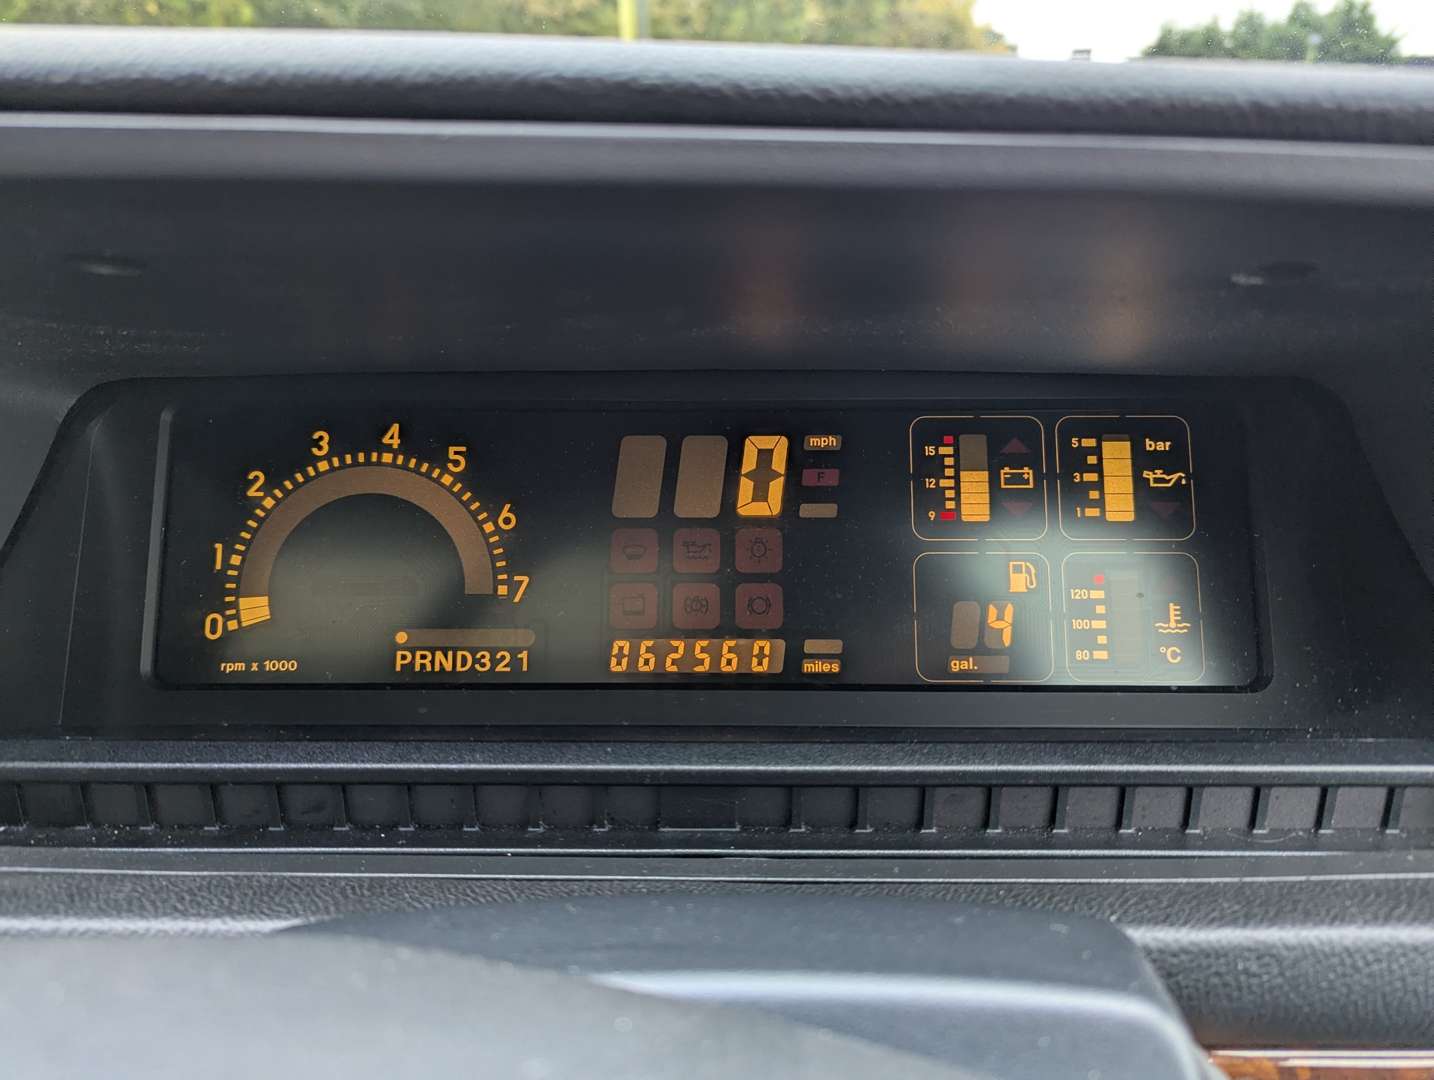 0 1 2 3 4 5 6 7
rpm x 1000
PRND321
0 mph
F
062560
miles
15
12
9
5 bar
3
1
4
gal.
120
100
80 °C